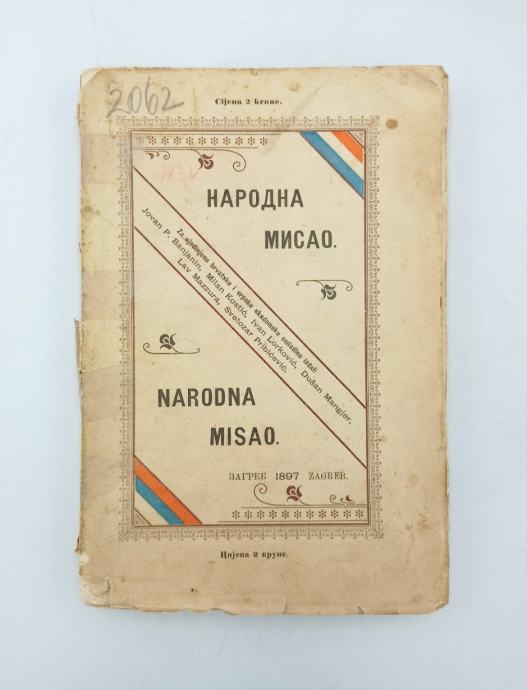 2062
Cijena 2 krune.
НАРОДНА
МИСАО.
Za ujedinjenu hrvatsku i srpsku akademsku omladinu izdali
Jovan P. Banjanin, Milan Kostić, Ivan Lorković, Dušan Mangjer,
Lav Mazzura, Svetozar Pribićević.
NARODNA
MISAO.
ЗАГРЕБ 1897 ZAGREB.
Цијена 2 круне.